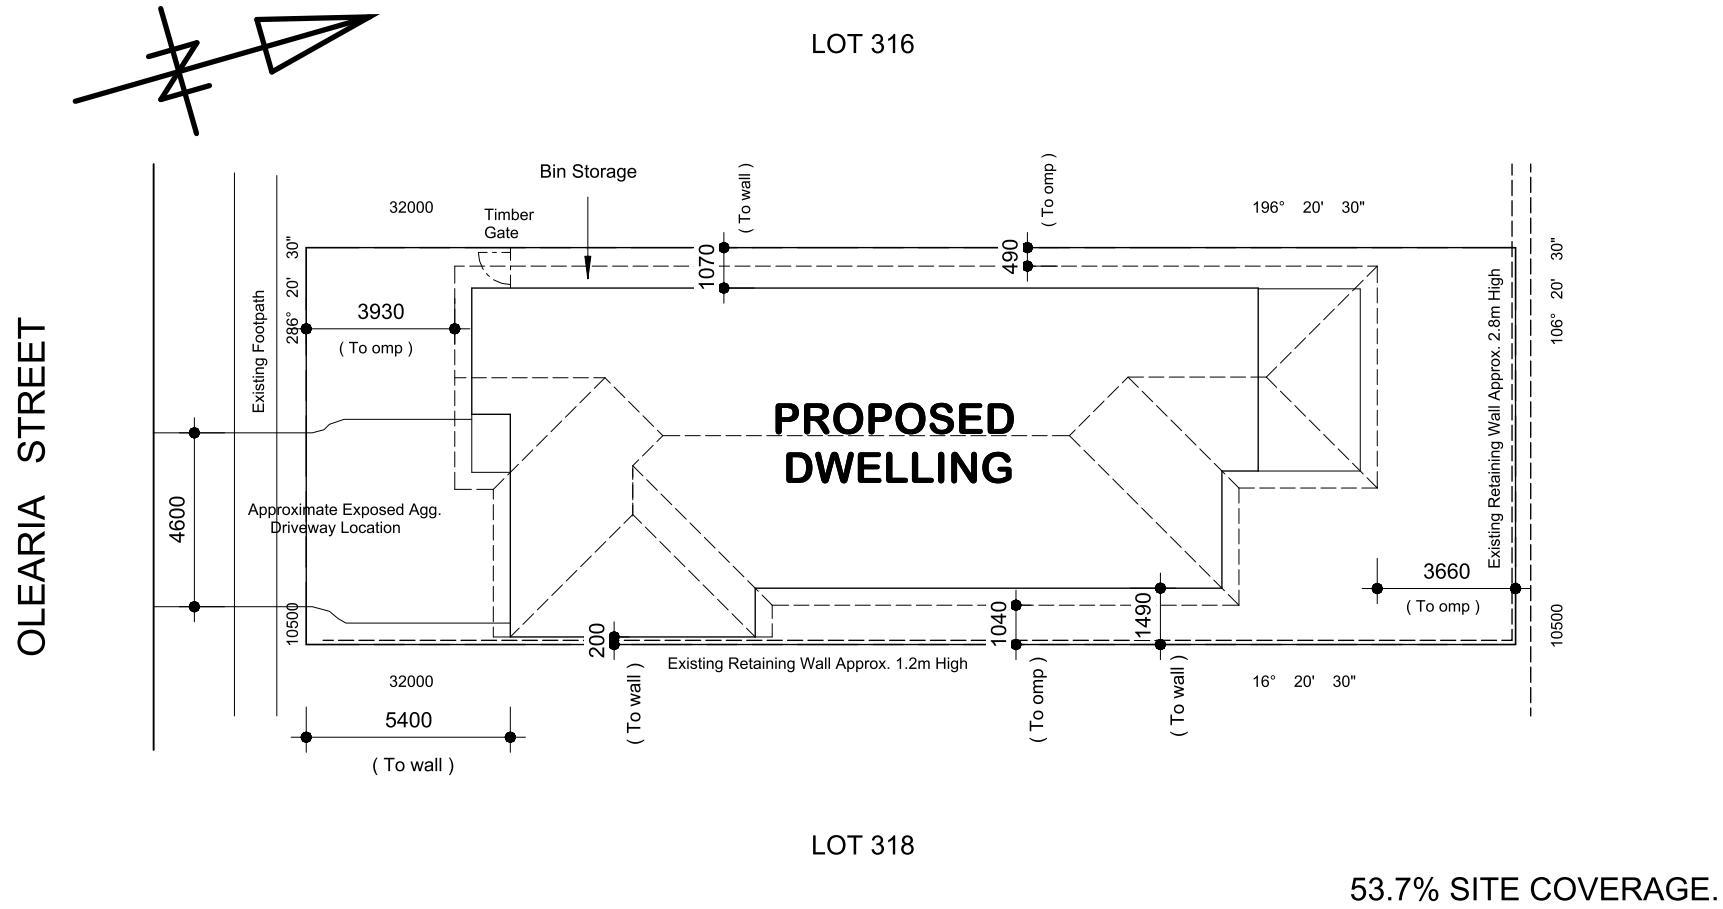 LOT 316
Bin Storage
( To wall )
( To omp )
32000
Timber
Gate
196° 20' 30"
286° 20' 30"
106° 20' 30"
1070
490
3930
( To omp )
Existing Footpath
Existing Retaining Wall Approx. 2.8m High
OLEARIA STREET
PROPOSED
DWELLING
4600
Approximate Exposed Agg.
Driveway Location
3660
( To omp )
10500
200
1040
1490
10500
Existing Retaining Wall Approx. 1.2m High
32000
16° 20' 30"
( To wall )
( To omp )
( To wall )
5400
( To wall )
LOT 318
53.7% SITE COVERAGE.